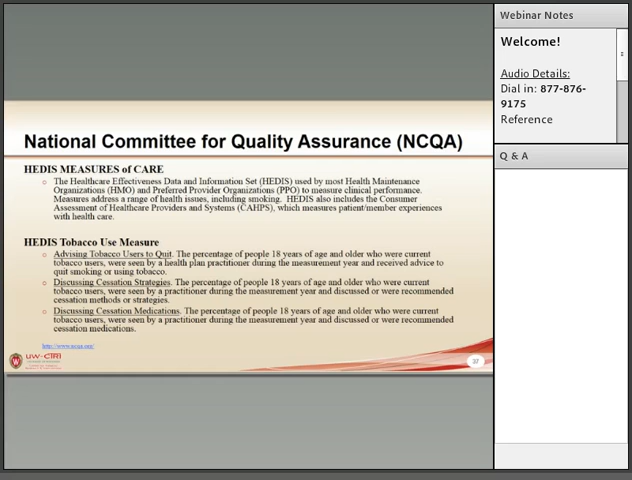 National Committee for Quality Assurance (NCQA)
HEDIS MEASURES of CARE
o The Healthcare Effectiveness Data and Information Set (HEDIS) used by most Health Maintenance
Organizations (HMO) and Preferred Provider Organizations (PPO) to measure clinical performance.
Measures address a range of health issues, including smoking. HEDIS also includes the Consumer
Assessment of Healthcare Providers and Systems (CAHPS), which measures patient/member experiences
with health care.
HEDIS Tobacco Use Measure
o Advising Tobacco Users to Quit. The percentage of people 18 years of age and older who were current
tobacco users, were seen by a health plan practitioner during the measurement year and received advice to
quit smoking or using tobacco.
o Discussing Cessation Strategies. The percentage of people 18 years of age and older who were current
tobacco users, were seen by a practitioner during the measurement year and discussed or were recommended
cessation methods or strategies.
o Discussing Cessation Medications. The percentage of people 18 years of age and older who were current
tobacco users, were seen by a practitioner during the measurement year and discussed or were recommended
cessation medications.
http://www.ncqa.org/
UW-CTRI
37
Webinar Notes
Welcome!
Audio Details:
Dial in: 877-876-
9175
Reference
Q & A